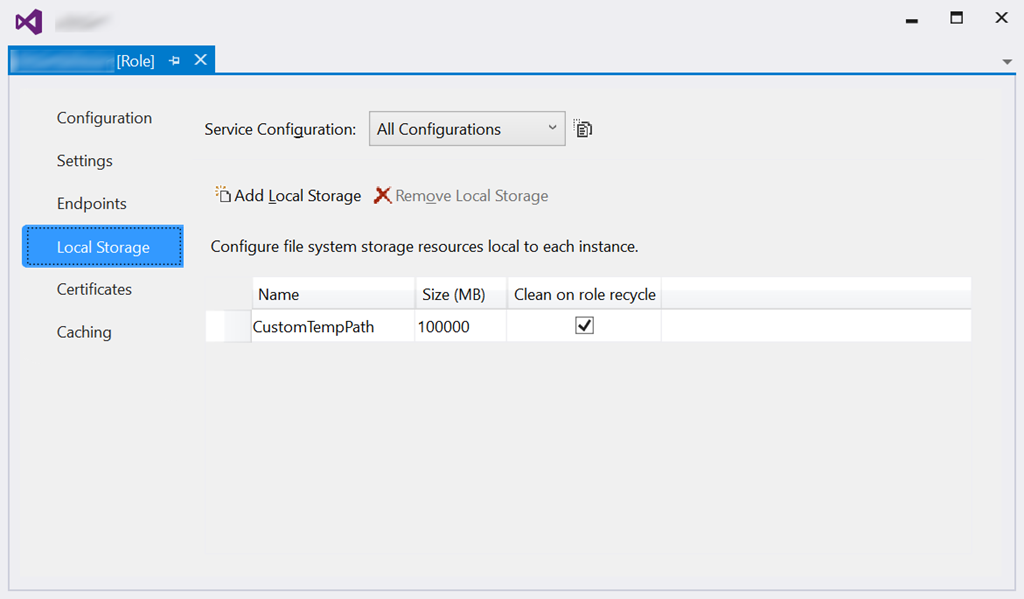 [Role]
Configuration
Settings
Endpoints
Local Storage
Certificates
Caching
Service Configuration: All Configurations
Add Local Storage Remove Local Storage
Configure file system storage resources local to each instance.
Name Size (MB) Clean on role recycle
CustomTempPath 100000